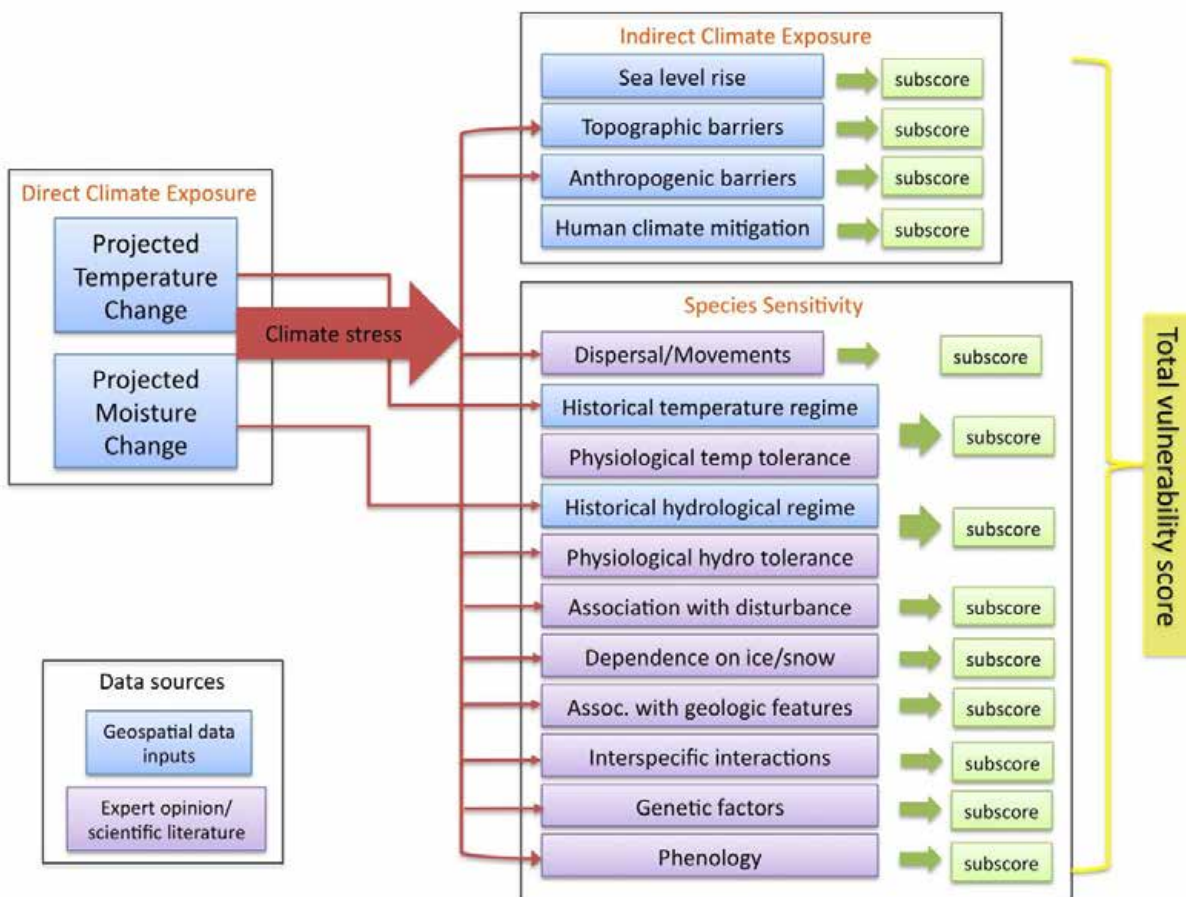 Indirect Climate Exposure
Sea level rise
subscore
Topographic barriers
subscore
Anthropogenic barriers
subscore
Human climate mitigation
subscore
Direct Climate Exposure
Projected
Temperature
Change
Projected
Moisture
Change
Climate stress
Species Sensitivity
Dispersal/Movements
subscore
Historical temperature regime
Physiological temp tolerance
subscore
Historical hydrological regime
Physiological hydro tolerance
subscore
Association with disturbance
subscore
Dependence on ice/snow
subscore
Assoc. with geologic features
subscore
Interspecific interactions
subscore
Genetic factors
subscore
Phenology
subscore
Total vulnerability score
Data sources
Geospatial data
inputs
Expert opinion/
scientific literature